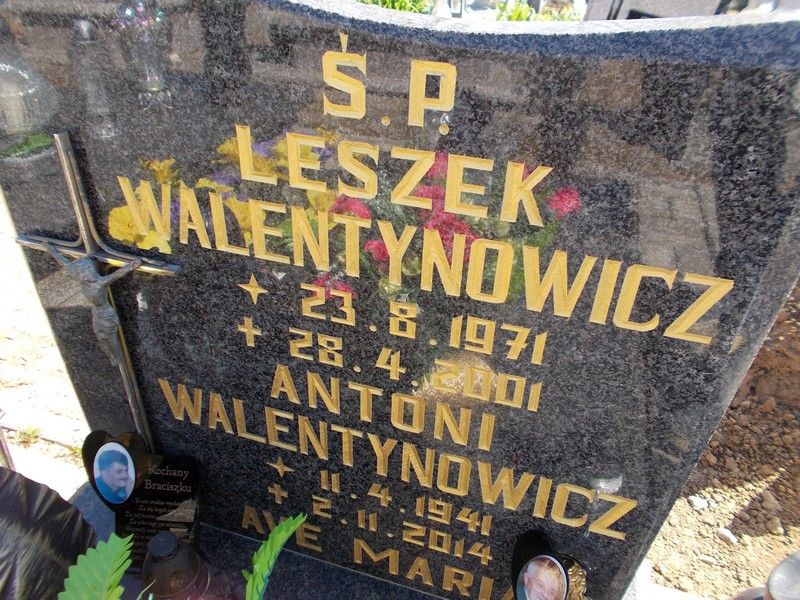 Ś.P.
LESZEK
WALENTYNOWICZ
23.8.1971
28.4.2001
ANTONI
WALENTYNOWICZ
11.4.1941
2.11.2014
AVE MARIA
Kochany
Braciszku